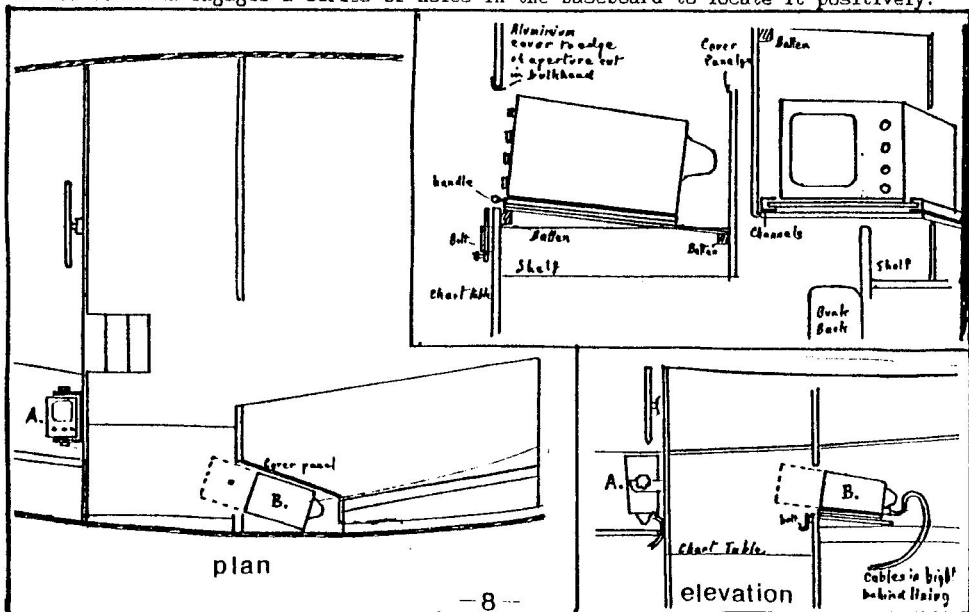 engages a series of holes in the baseboard to locate it positively.
Aluminium
cover to edge
of aperture cut
in bulkhead
Cover
Panel
Batten
handle
Bolt
Batten
Batten
Shelf
Chart table
Channels
Shelf
Bunk
Back
A.
Cover panel
B.
plan
A.
B.
bolt
Chart Table.
elevation
Cables in bight
behind lining
-8-